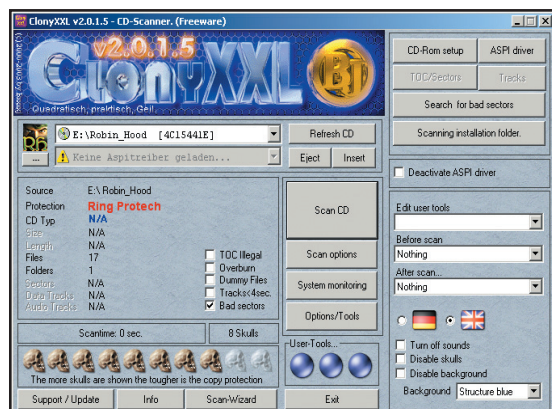 ClonyXXL v2.0.1.5 - CD-Scanner. (Freeware)
v2.0.1.5
CLONYXXL
Quadratisch, praktisch, Geil.
E:\Robin_Hood [4C15441E]
Refresh CD
...
Keine Aspitreiber geladen...
Eject
Insert
CD-Rom setup
ASPI driver
TOC/Sectors
Tracks
Search for bad sectors
Scanning installation folder.
Deactivate ASPI driver
Source E:\ Robin_Hood
Protection Ring Protech
CD Typ N/A
Size N/A
Length N/A
Files 17
Folders 1
Sectors N/A
Data Tracks N/A
Audio Tracks N/A
TOC Illegal
Overburn
Dummy Files
Tracks<4sec.
Bad sectors
Scan CD
Scan options
System monitoring
Options/Tools
Edit user tools
Before scan
Nothing
After scan...
Nothing
Scantime: 0 sec.
8 Skulls
The more skulls are shown the tougher is the copy protection
User-Tools...
Turn off sounds
Disable skulls
Disable background
Background Structure blue
Support / Update
Info
Scan-Wizard
Exit